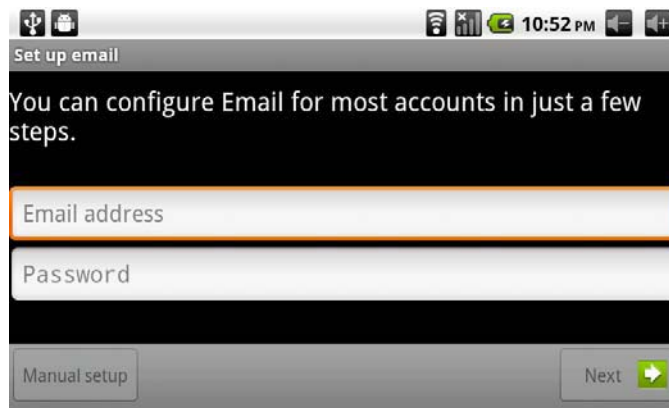 10:52 PM
Set up email
You can configure Email for most accounts in just a few
steps.
Email address
Password
Manual setup
Next